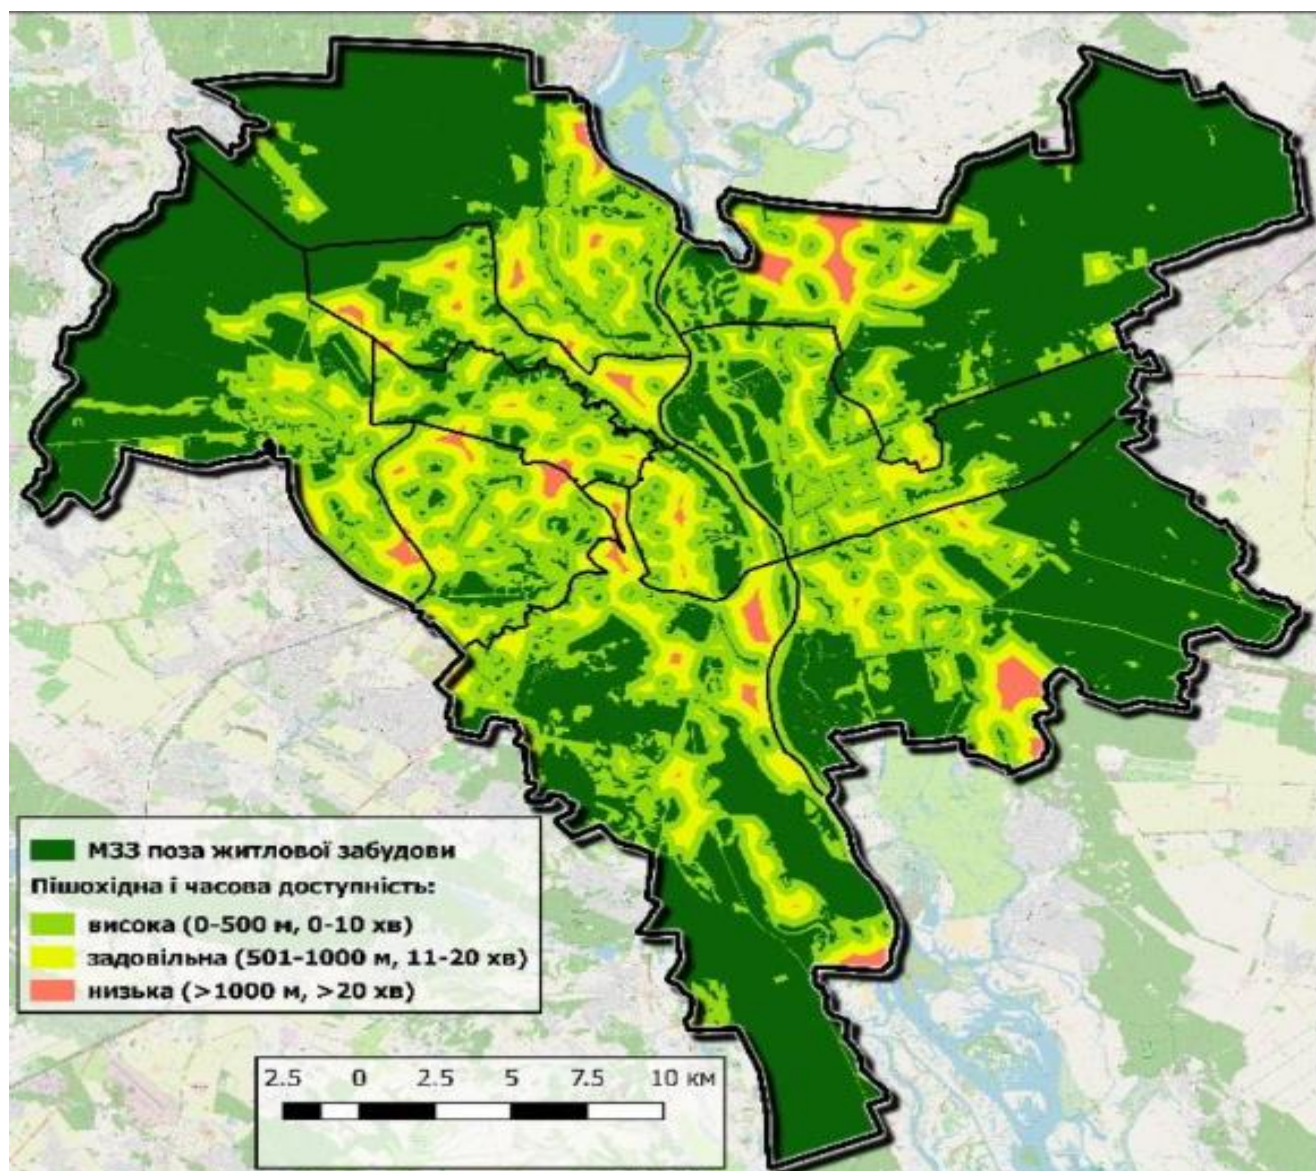 МЗЗ поза житлової забудови
Пішохідна і часова доступність:
висока (0-500 м, 0-10 хв)
задовільна (501-1000 м, 11-20 хв)
низька (>1000 м, >20 хв)
2.5 0 2.5 5 7.5 10 км